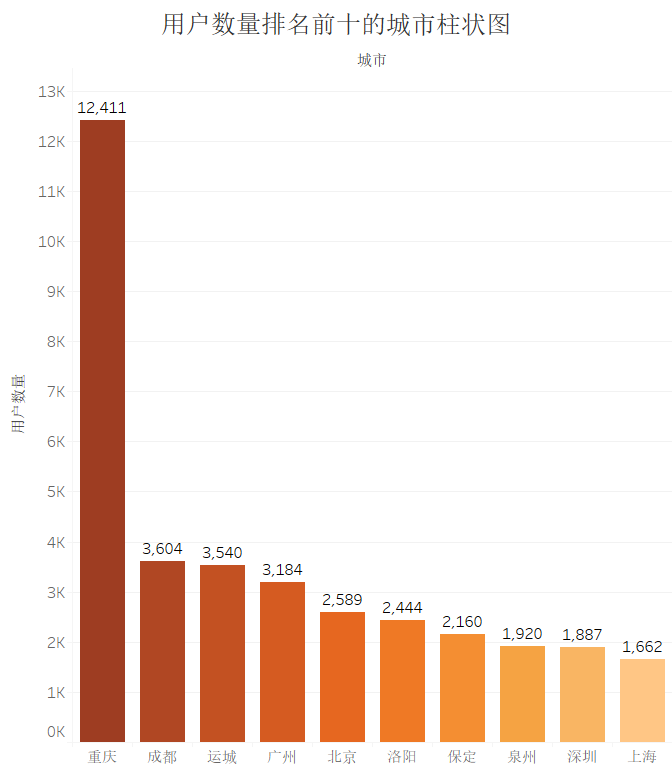 用户数量排名前十的城市柱状图
城市
用户数量
13K
12K
11K
10K
9K
8K
7K
6K
5K
4K
3K
2K
1K
0K
12,411
3,604
3,540
3,184
2,589
2,444
2,160
1,920
1,887
1,662
重庆
成都
运城
广州
北京
洛阳
保定
泉州
深圳
上海